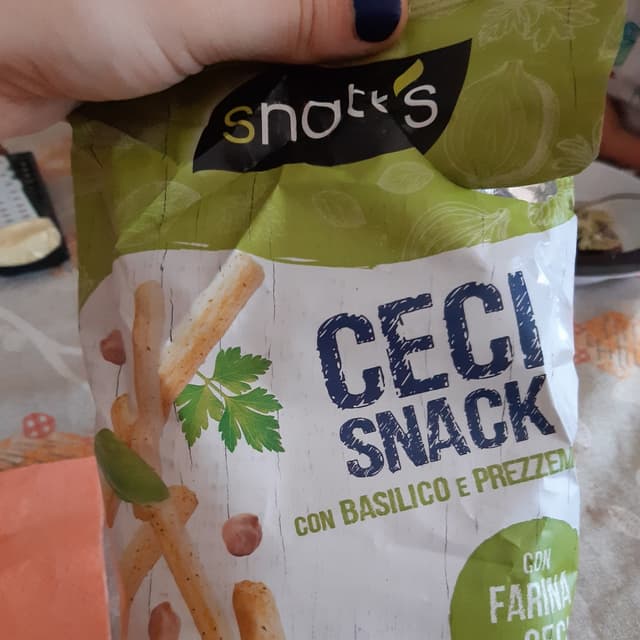 snatt's
CECI
SNACK
CON BASILICO E PREZZEM
CON
FARINA